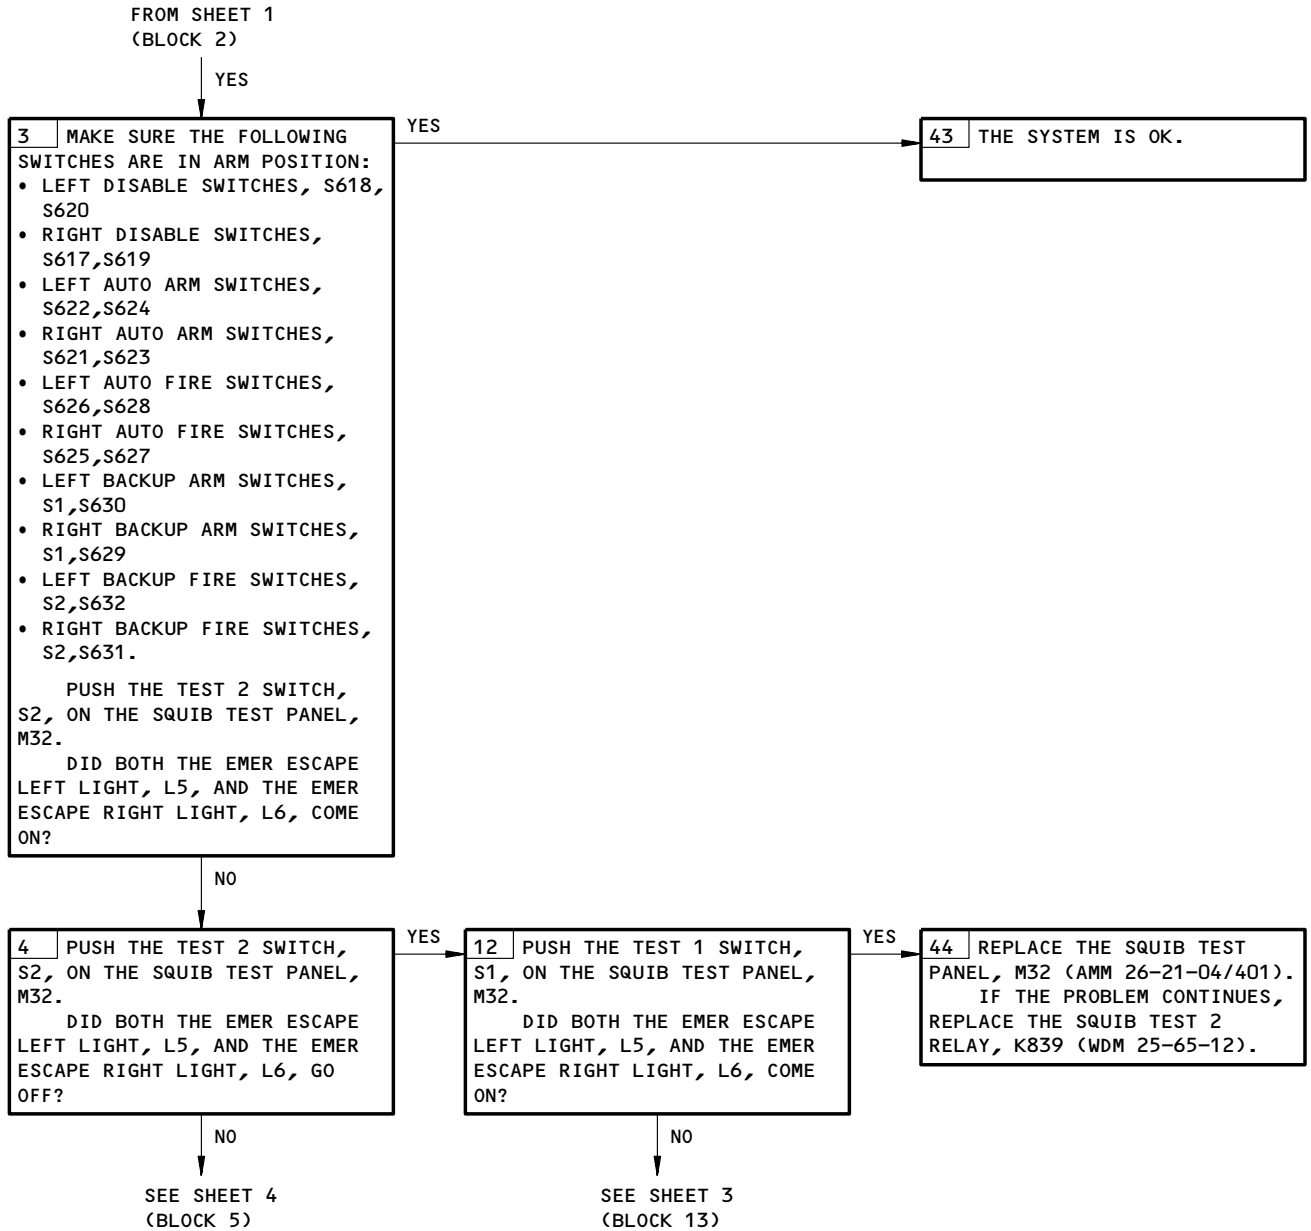 FROM SHEET 1
(BLOCK 2)
YES
3 MAKE SURE THE FOLLOWING
SWITCHES ARE IN ARM POSITION:
• LEFT DISABLE SWITCHES, S618,
S620
• RIGHT DISABLE SWITCHES,
S617,S619
• LEFT AUTO ARM SWITCHES,
S622,S624
• RIGHT AUTO ARM SWITCHES,
S621,S623
• LEFT AUTO FIRE SWITCHES,
S626,S628
• RIGHT AUTO FIRE SWITCHES,
S625,S627
• LEFT BACKUP ARM SWITCHES,
S1,S630
• RIGHT BACKUP ARM SWITCHES,
S1,S629
• LEFT BACKUP FIRE SWITCHES,
S2,S632
• RIGHT BACKUP FIRE SWITCHES,
S2,S631.
PUSH THE TEST 2 SWITCH,
S2, ON THE SQUIB TEST PANEL,
M32.
DID BOTH THE EMER ESCAPE
LEFT LIGHT, L5, AND THE EMER
ESCAPE RIGHT LIGHT, L6, COME
ON?
YES
43 THE SYSTEM IS OK.
NO
4 PUSH THE TEST 2 SWITCH,
S2, ON THE SQUIB TEST PANEL,
M32.
DID BOTH THE EMER ESCAPE
LEFT LIGHT, L5, AND THE EMER
ESCAPE RIGHT LIGHT, L6, GO
OFF?
YES
12 PUSH THE TEST 1 SWITCH,
S1, ON THE SQUIB TEST PANEL,
M32.
DID BOTH THE EMER ESCAPE
LEFT LIGHT, L5, AND THE EMER
ESCAPE RIGHT LIGHT, L6, COME
ON?
YES
44 REPLACE THE SQUIB TEST
PANEL, M32 (AMM 26-21-04/401).
IF THE PROBLEM CONTINUES,
REPLACE THE SQUIB TEST 2
RELAY, K839 (WDM 25-65-12).
NO
SEE SHEET 4
(BLOCK 5)
NO
SEE SHEET 3
(BLOCK 13)